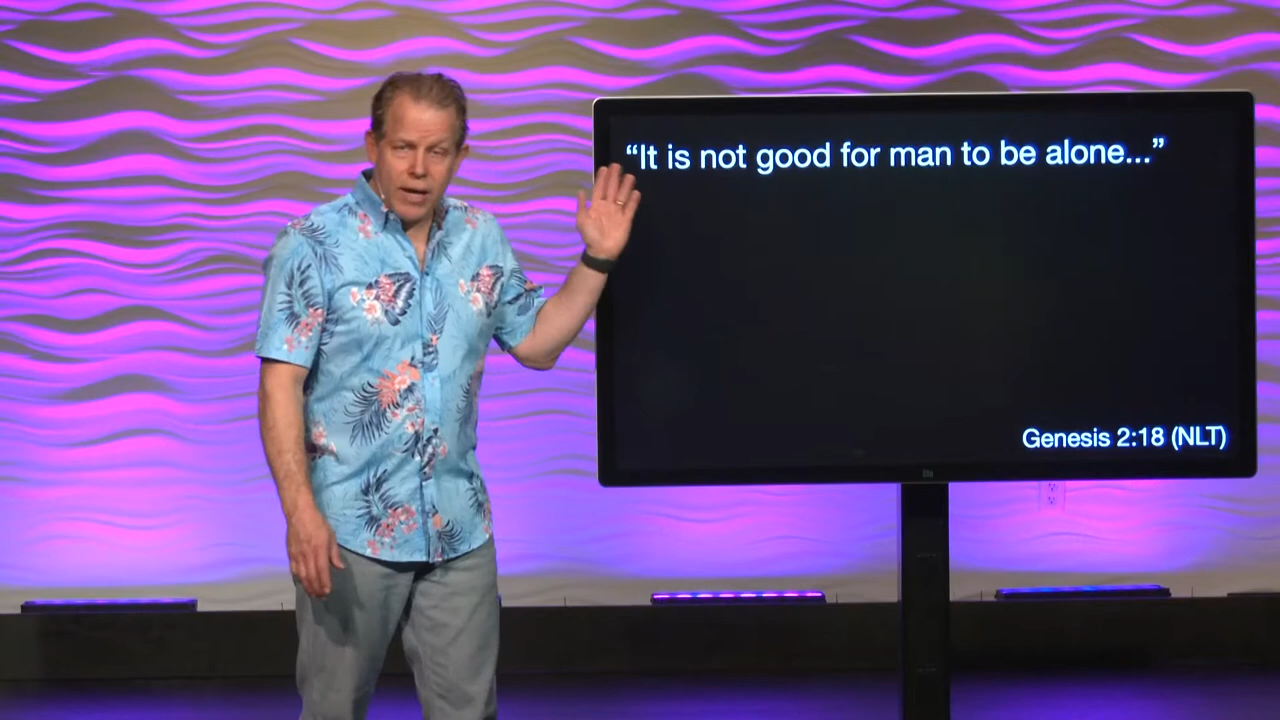 “It is not good for man to be alone...”
Genesis 2:18 (NLT)